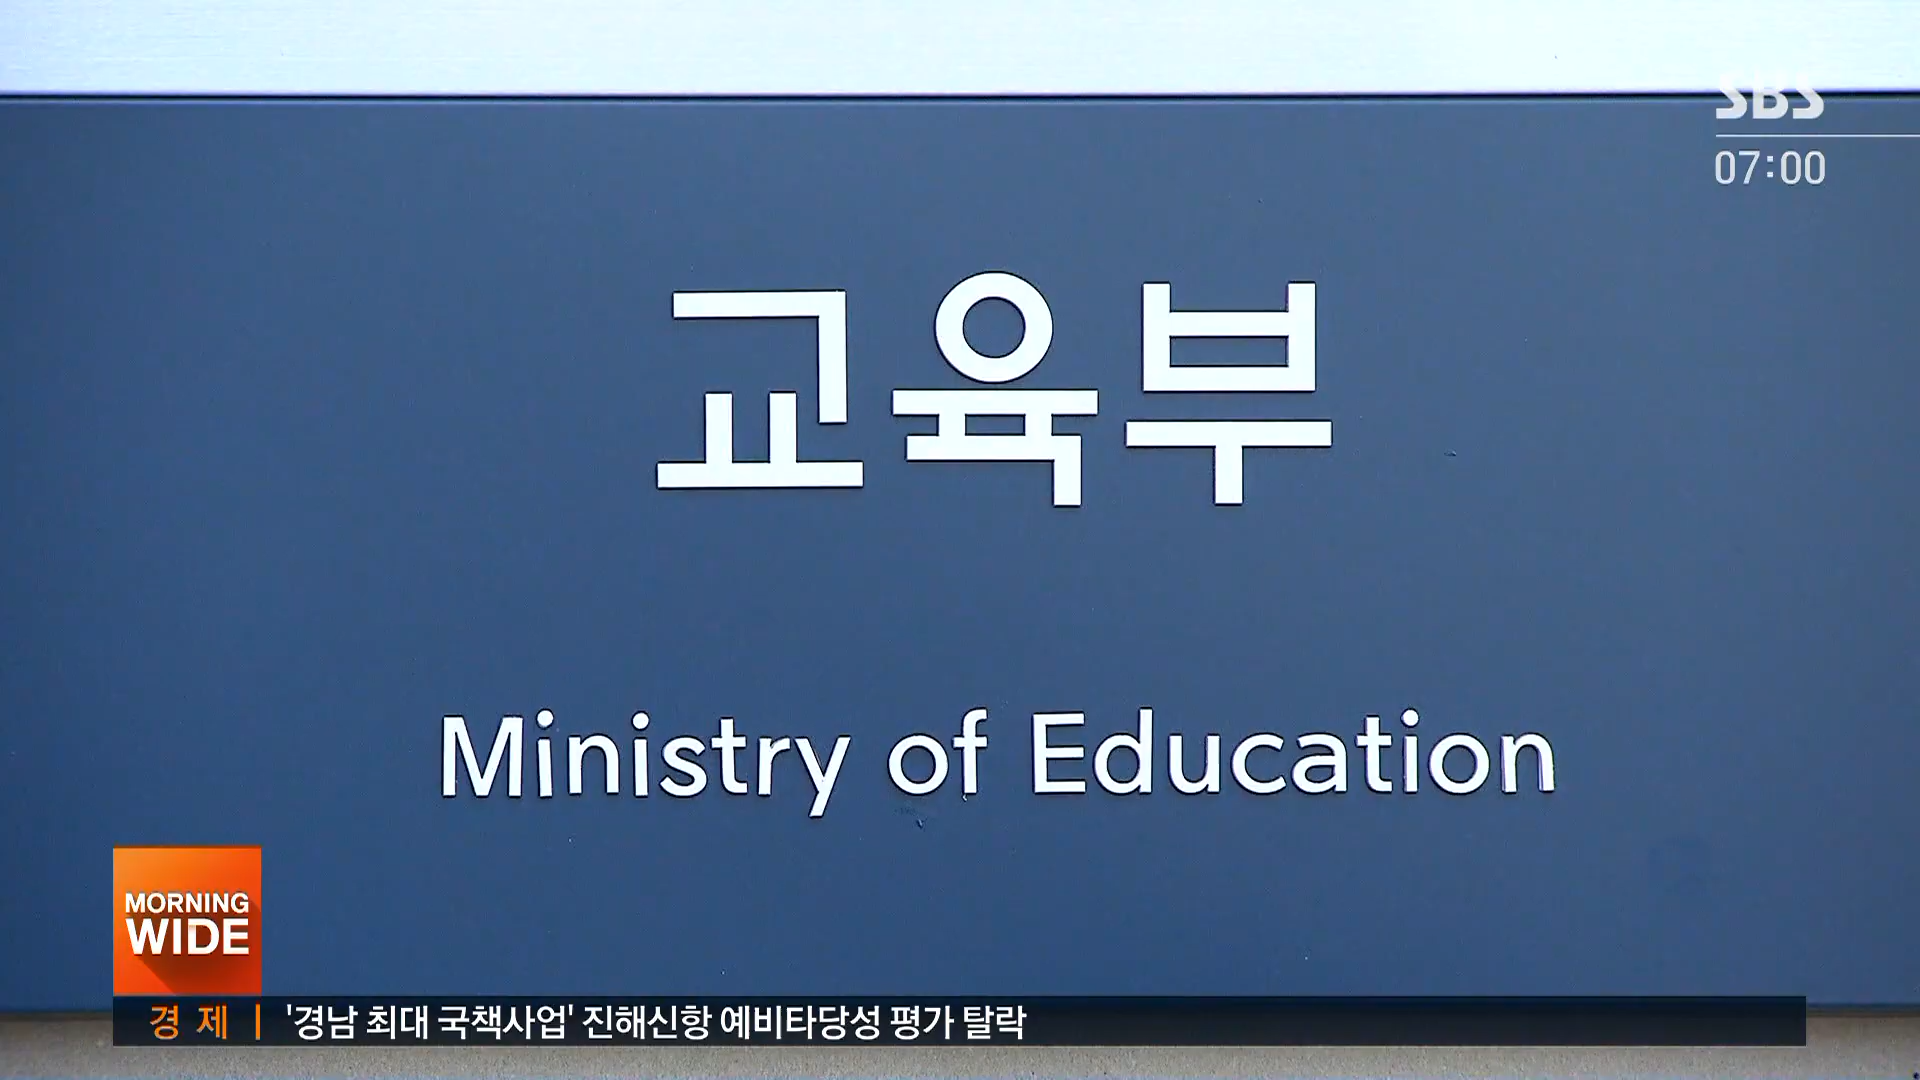 SBS
07:00
교육부
Ministry of Education
MORNING
WIDE
경 제 | '경남 최대 국책사업' 진해신항 예비타당성 평가 탈락